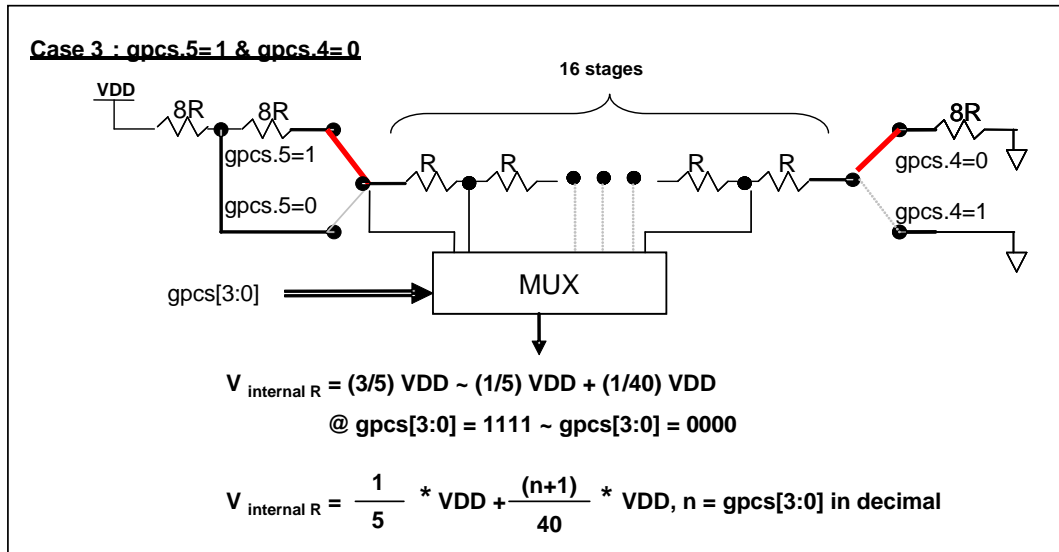 Case 3 : gpcs.5=1 & gpcs.4=0
16 stages
VDD
8R
8R
8R
gpcs.5=1
gpcs.4=0
R
R
R
R
gpcs.5=0
gpcs.4=1
MUX
gpcs[3:0]
V internal R = (3/5) VDD ~ (1/5) VDD + (1/40) VDD
@ gpcs[3:0] = 1111 ~ gpcs[3:0] = 0000
V internal R = 1/5 * VDD + (n+1)/40 * VDD, n = gpcs[3:0] in decimal